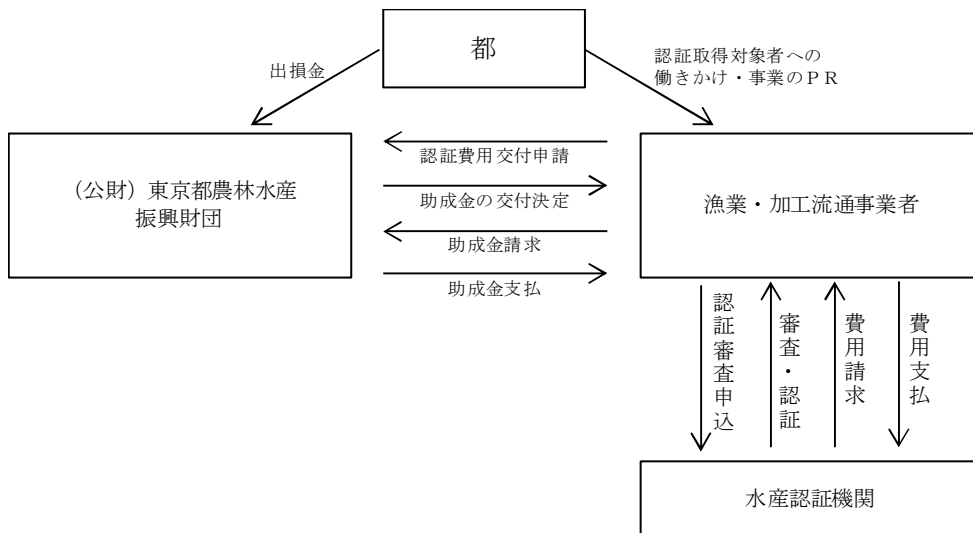 都
出損金
認証取得対象者への
働きかけ・事業のPR
認証費用交付申請
(公財)東京都農林水産
振興財団
助成金の交付決定
漁業・加工流通事業者
助成金請求
助成金支払
認証審査申込
審査・認証
費用請求
費用支払
水産認証機関